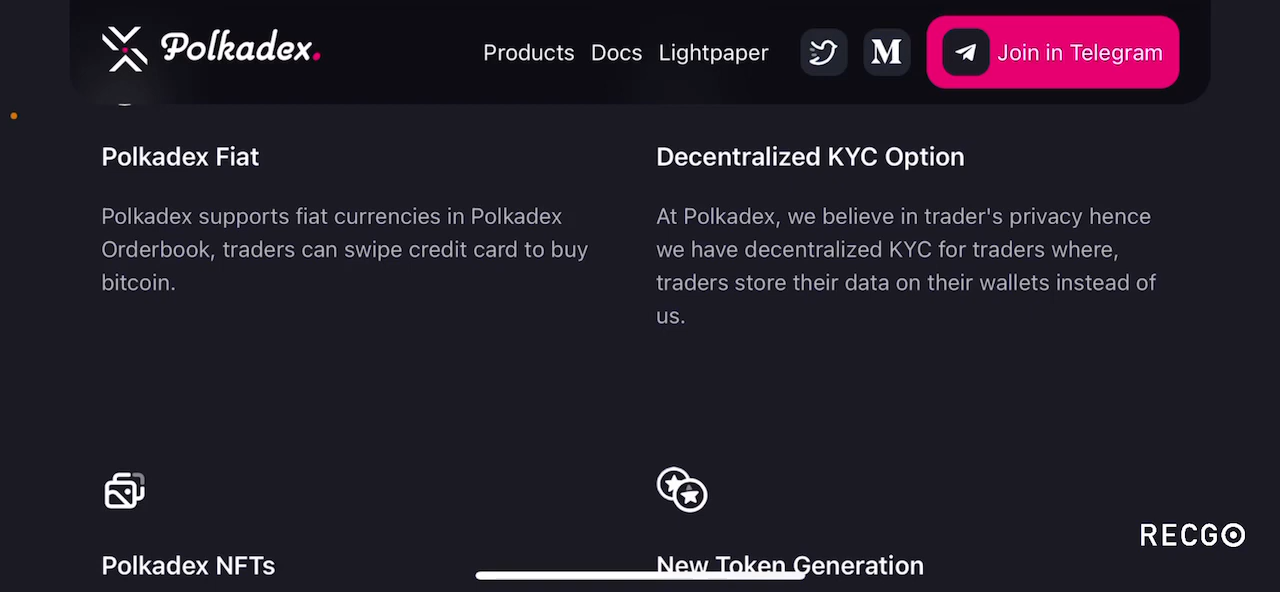 Polkadex.
Products Docs Lightpaper
M
Join in Telegram
Polkadex Fiat
Polkadex supports fiat currencies in Polkadex
Orderbook, traders can swipe credit card to buy
bitcoin.
Decentralized KYC Option
At Polkadex, we believe in trader's privacy hence
we have decentralized KYC for traders where,
traders store their data on their wallets instead of
us.
Polkadex NFTs
New Token Generation
RECGO